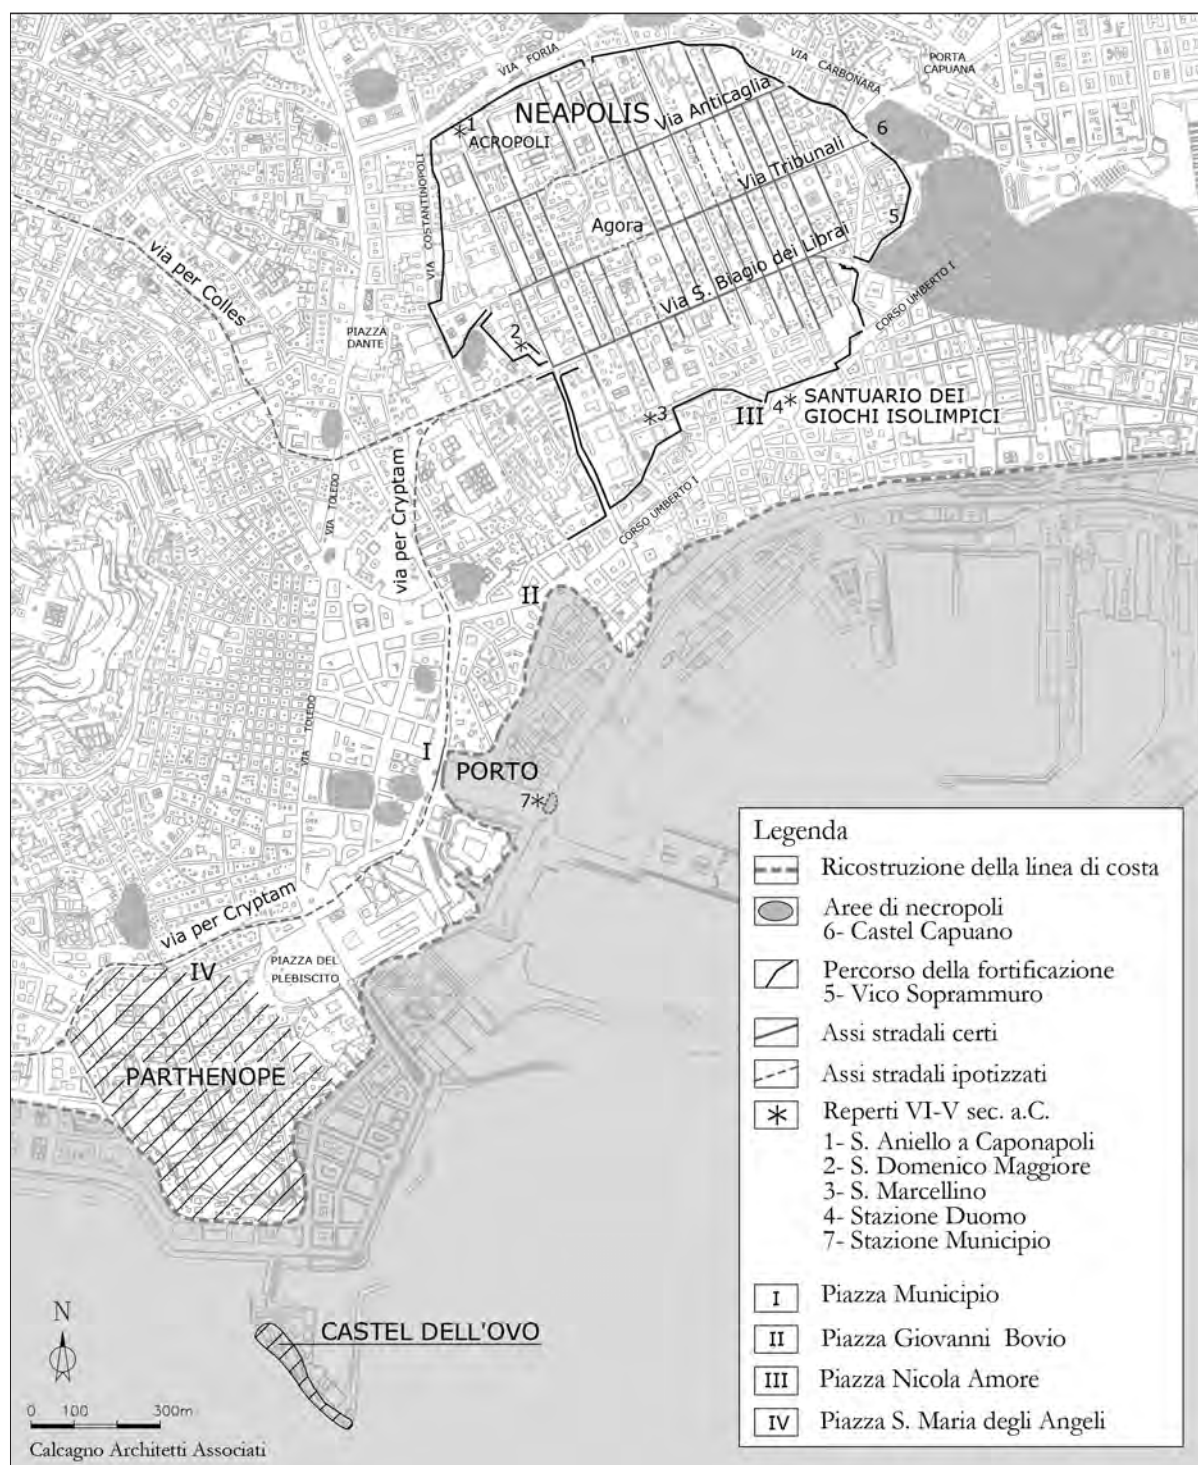 VIA FORIA
VIA CARBONARA
PORTA
CAPUANA
NEAPOLIS
Via Anticaglia
1
ACROPOLI
6
Via Tribunali
VIA COSTANTINOPOLI
Agora
5
Via S. Biagio dei Librai
via per Colles
CORSO UMBERTO I
PIAZZA
DANTE
2
SANTUARIO DEI
GIOCHI ISOLIMPICI
4
III
3
via per Cryptam
VIA TOLEDO
CORSO UMBERTO I
II
VIA TOLEDO
I
PORTO
7
via per Cryptam
PIAZZA DEL
PLEBISCITO
IV
PARTHENOPE
CASTEL DELL'OVO
N
0 100 300m
Calcagno Architetti Associati
Legenda
Ricostruzione della linea di costa
Aree di necropoli
6- Castel Capuano
Percorso della fortificazione
5- Vico Soprammuro
Assi stradali certi
Assi stradali ipotizzati
Reperti VI-V sec. a.C.
1- S. Aniello a Caponapoli
2- S. Domenico Maggiore
3- S. Marcellino
4- Stazione Duomo
7- Stazione Municipio
I Piazza Municipio
II Piazza Giovanni Bovio
III Piazza Nicola Amore
IV Piazza S. Maria degli Angeli